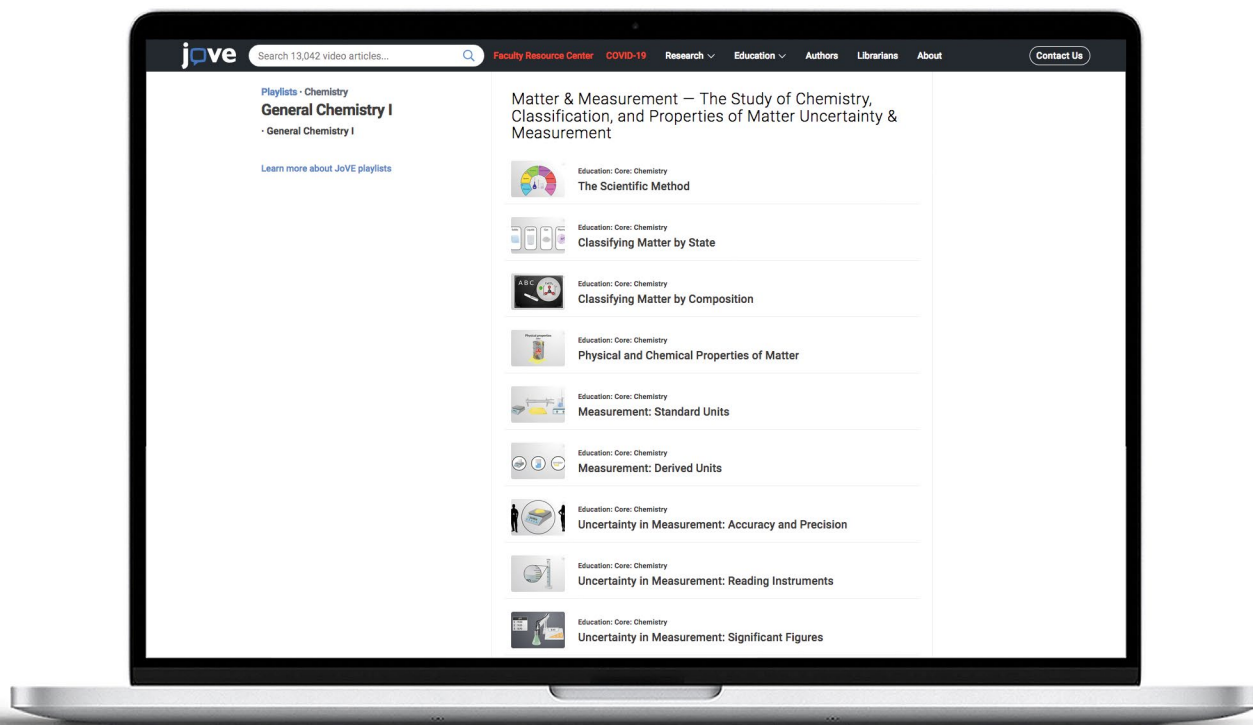 jove
Search 13,042 video articles...
Faculty Resource Center
COVID-19
Research
Education
Authors
Librarians
About
Contact Us
Playlists · Chemistry
General Chemistry I
· General Chemistry I
Learn more about JoVE playlists
Matter & Measurement — The Study of Chemistry,
Classification, and Properties of Matter Uncertainty &
Measurement
Education: Core: Chemistry
The Scientific Method
Education: Core: Chemistry
Classifying Matter by State
ABC
Education: Core: Chemistry
Classifying Matter by Composition
Physical properties
Education: Core: Chemistry
Physical and Chemical Properties of Matter
Education: Core: Chemistry
Measurement: Standard Units
Education: Core: Chemistry
Measurement: Derived Units
Education: Core: Chemistry
Uncertainty in Measurement: Accuracy and Precision
Education: Core: Chemistry
Uncertainty in Measurement: Reading Instruments
Education: Core: Chemistry
Uncertainty in Measurement: Significant Figures